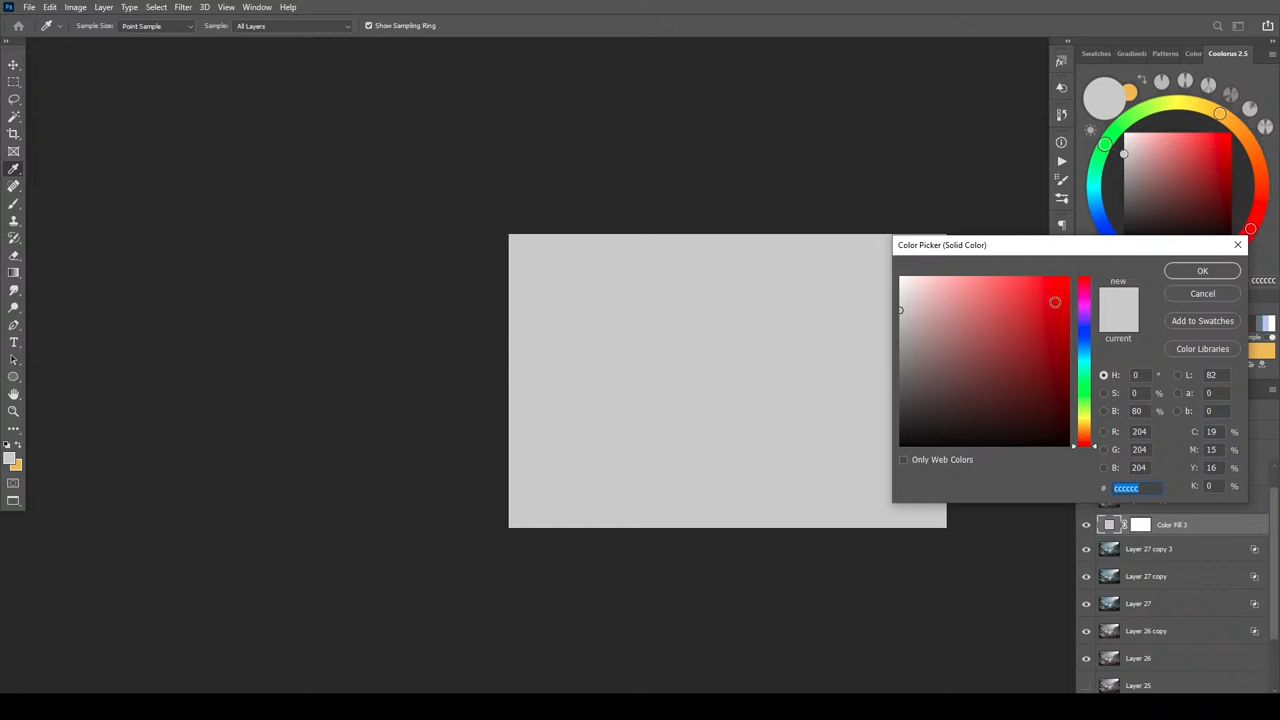 Ps File Edit Image Layer Type Select Filter 3D View Window Help
Sample Size: Point Sample Sample: All Layers Show Sampling Ring
Swatches Gradients Patterns Color Coolorus 2.5
Color Picker (Solid Color)
new
current
OK
Cancel
Add to Swatches
Color Libraries
H: 0 ° L: 82
S: 0 % a: 0
B: 80 % b: 0
R: 204 C: 19 %
G: 204 M: 15 %
B: 204 Y: 16 %
# cccccc K: 0 %
Only Web Colors
CCCCCC
Color Fill 3
Layer 27 copy 3
Layer 27 copy
Layer 27
Layer 26 copy
Layer 26
Layer 25